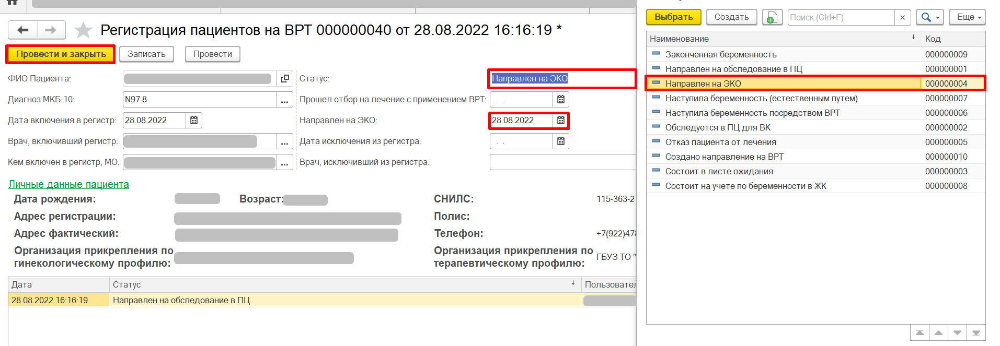 Регистрация пациентов на ВРТ 000000040 от 28.08.2022 16:16:19 *
Провести и закрыть
Записать
Провести
ФИО Пациента:
Статус:
Направлен на ЭКО
Диагноз МКБ-10:
N97.8
...
Прошел отбор на лечение с применением ВРТ:
. .
Дата включения в регистр:
28.08.2022
Направлен на ЭКО:
28.08.2022
Врач, включивший регистр:
...
Дата исключения из регистра:
. .
Кем включен в регистр, МО:
...
Врач, исключивший из регистра:
Личные данные пациента
Дата рождения:
Возраст:
СНИЛС:
115-363-27
Адрес регистрации:
Полис:
Адрес фактический:
Телефон:
+7(922)478
Организация прикрепления по
гинекологическому профилю:
Организация прикрепления по
терапевтическому профилю:
ГБУЗ ТО "
Дата
Статус
Пользовател
28.08.2022 16:16:19
Направлен на обследование в ПЦ
Выбрать
Создать
Поиск (Ctrl+F)
×
Еще
Наименование
Код
Законченная беременность
000000009
Направлен на обследование в ПЦ
000000001
Направлен на ЭКО
000000004
Наступила беременность (естественным путем)
000000007
Наступила беременность посредством ВРТ
000000006
Обследуется в ПЦ для ВК
000000002
Отказ пациента от лечения
000000005
Создано направление на ВРТ
000000010
Состоит в листе ожидания
000000003
Состоит на учете по беременности в ЖК
000000008